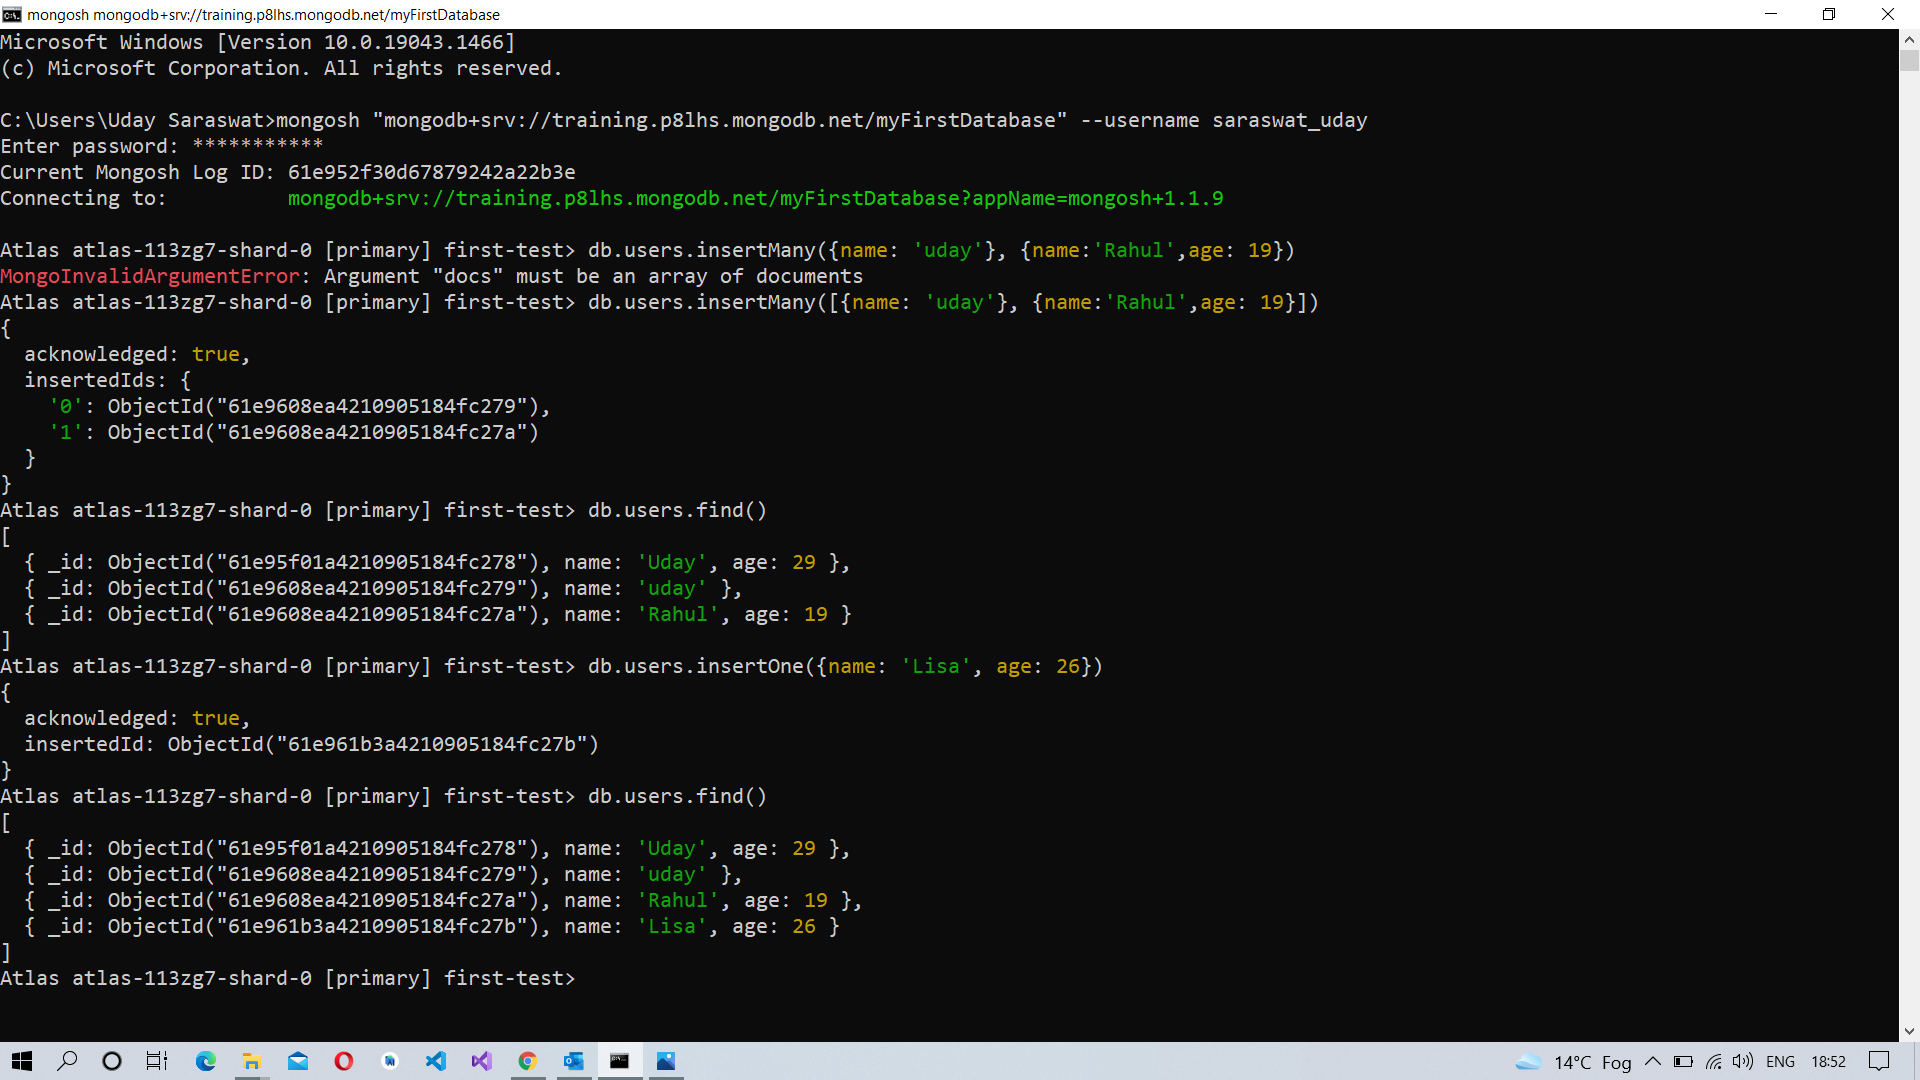 mongosh mongodb+srv://training.p8lhs.mongodb.net/myFirstDatabase
Microsoft Windows [Version 10.0.19043.1466]
(c) Microsoft Corporation. All rights reserved.
C:\Users\Uday Saraswat>mongosh "mongodb+srv://training.p8lhs.mongodb.net/myFirstDatabase" --username saraswat_uday
Enter password: ***********
Current Mongosh Log ID: 61e952f30d67879242a22b3e
Connecting to:          mongodb+srv://training.p8lhs.mongodb.net/myFirstDatabase?appName=mongosh+1.1.9
Atlas atlas-113zg7-shard-0 [primary] first-test> db.users.insertMany({name: 'uday'}, {name:'Rahul',age: 19})
MongoInvalidArgumentError: Argument "docs" must be an array of documents
Atlas atlas-113zg7-shard-0 [primary] first-test> db.users.insertMany([{name: 'uday'}, {name:'Rahul',age: 19}])
{
  acknowledged: true,
  insertedIds: {
    '0': ObjectId("61e9608ea4210905184fc279"),
    '1': ObjectId("61e9608ea4210905184fc27a")
  }
}
Atlas atlas-113zg7-shard-0 [primary] first-test> db.users.find()
[
  { _id: ObjectId("61e95f01a4210905184fc278"), name: 'Uday', age: 29 },
  { _id: ObjectId("61e9608ea4210905184fc279"), name: 'uday' },
  { _id: ObjectId("61e9608ea4210905184fc27a"), name: 'Rahul', age: 19 }
]
Atlas atlas-113zg7-shard-0 [primary] first-test> db.users.insertOne({name: 'Lisa', age: 26})
{
  acknowledged: true,
  insertedId: ObjectId("61e961b3a4210905184fc27b")
}
Atlas atlas-113zg7-shard-0 [primary] first-test> db.users.find()
[
  { _id: ObjectId("61e95f01a4210905184fc278"), name: 'Uday', age: 29 },
  { _id: ObjectId("61e9608ea4210905184fc279"), name: 'uday' },
  { _id: ObjectId("61e9608ea4210905184fc27a"), name: 'Rahul', age: 19 },
  { _id: ObjectId("61e961b3a4210905184fc27b"), name: 'Lisa', age: 26 }
]
Atlas atlas-113zg7-shard-0 [primary] first-test>
14°C Fog ENG 18:52